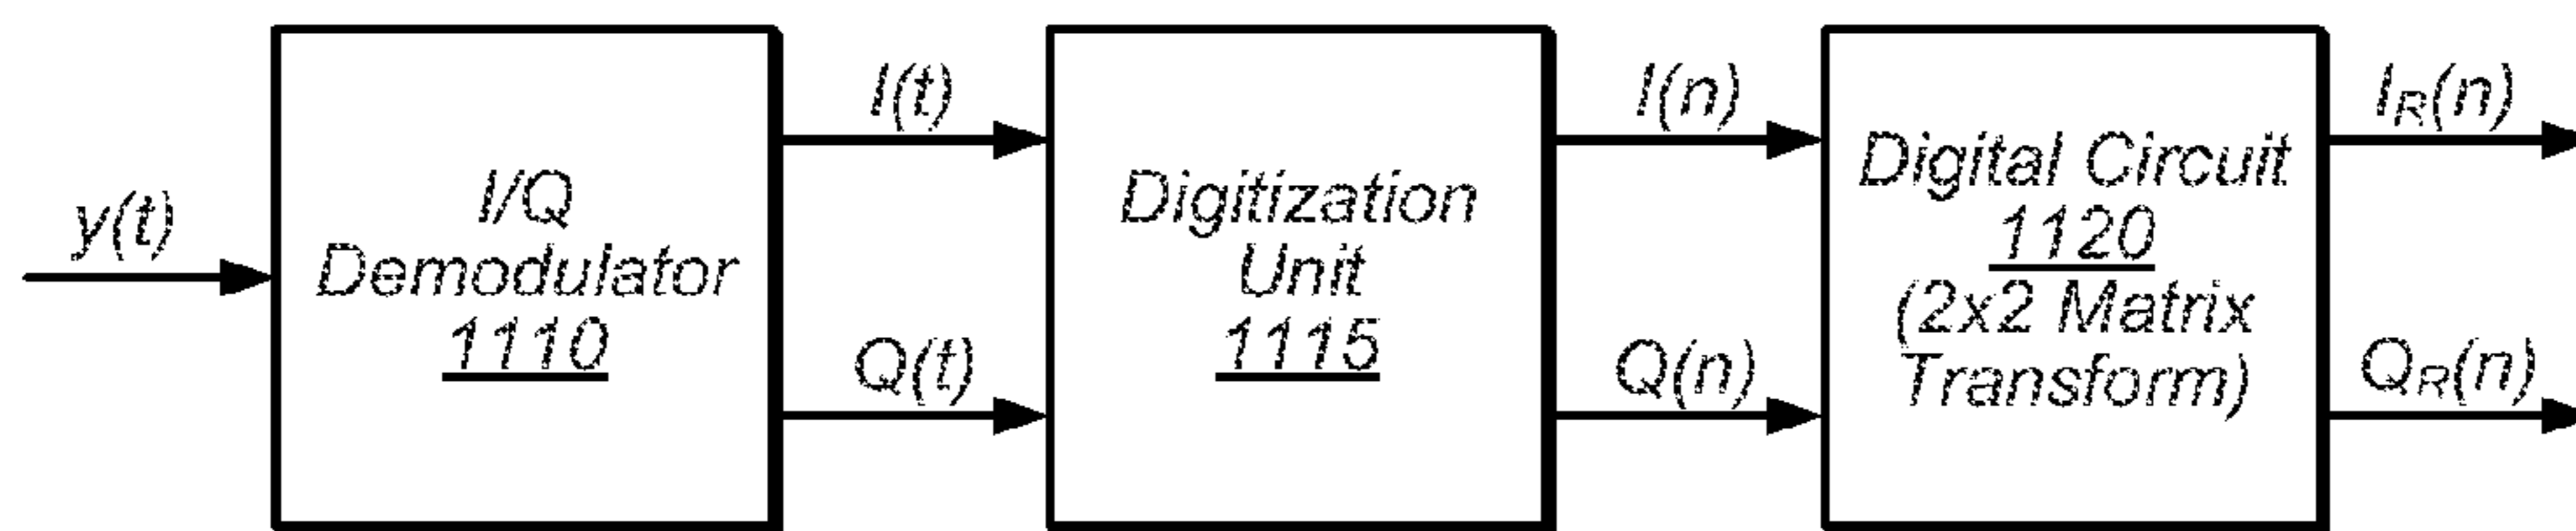 y(t)
I/Q
Demodulator
1110
I(t)
Q(t)
Digitization
Unit
1115
I(n)
Q(n)
Digital Circuit
1120
(2x2 Matrix
Transform)
IR(n)
QR(n)